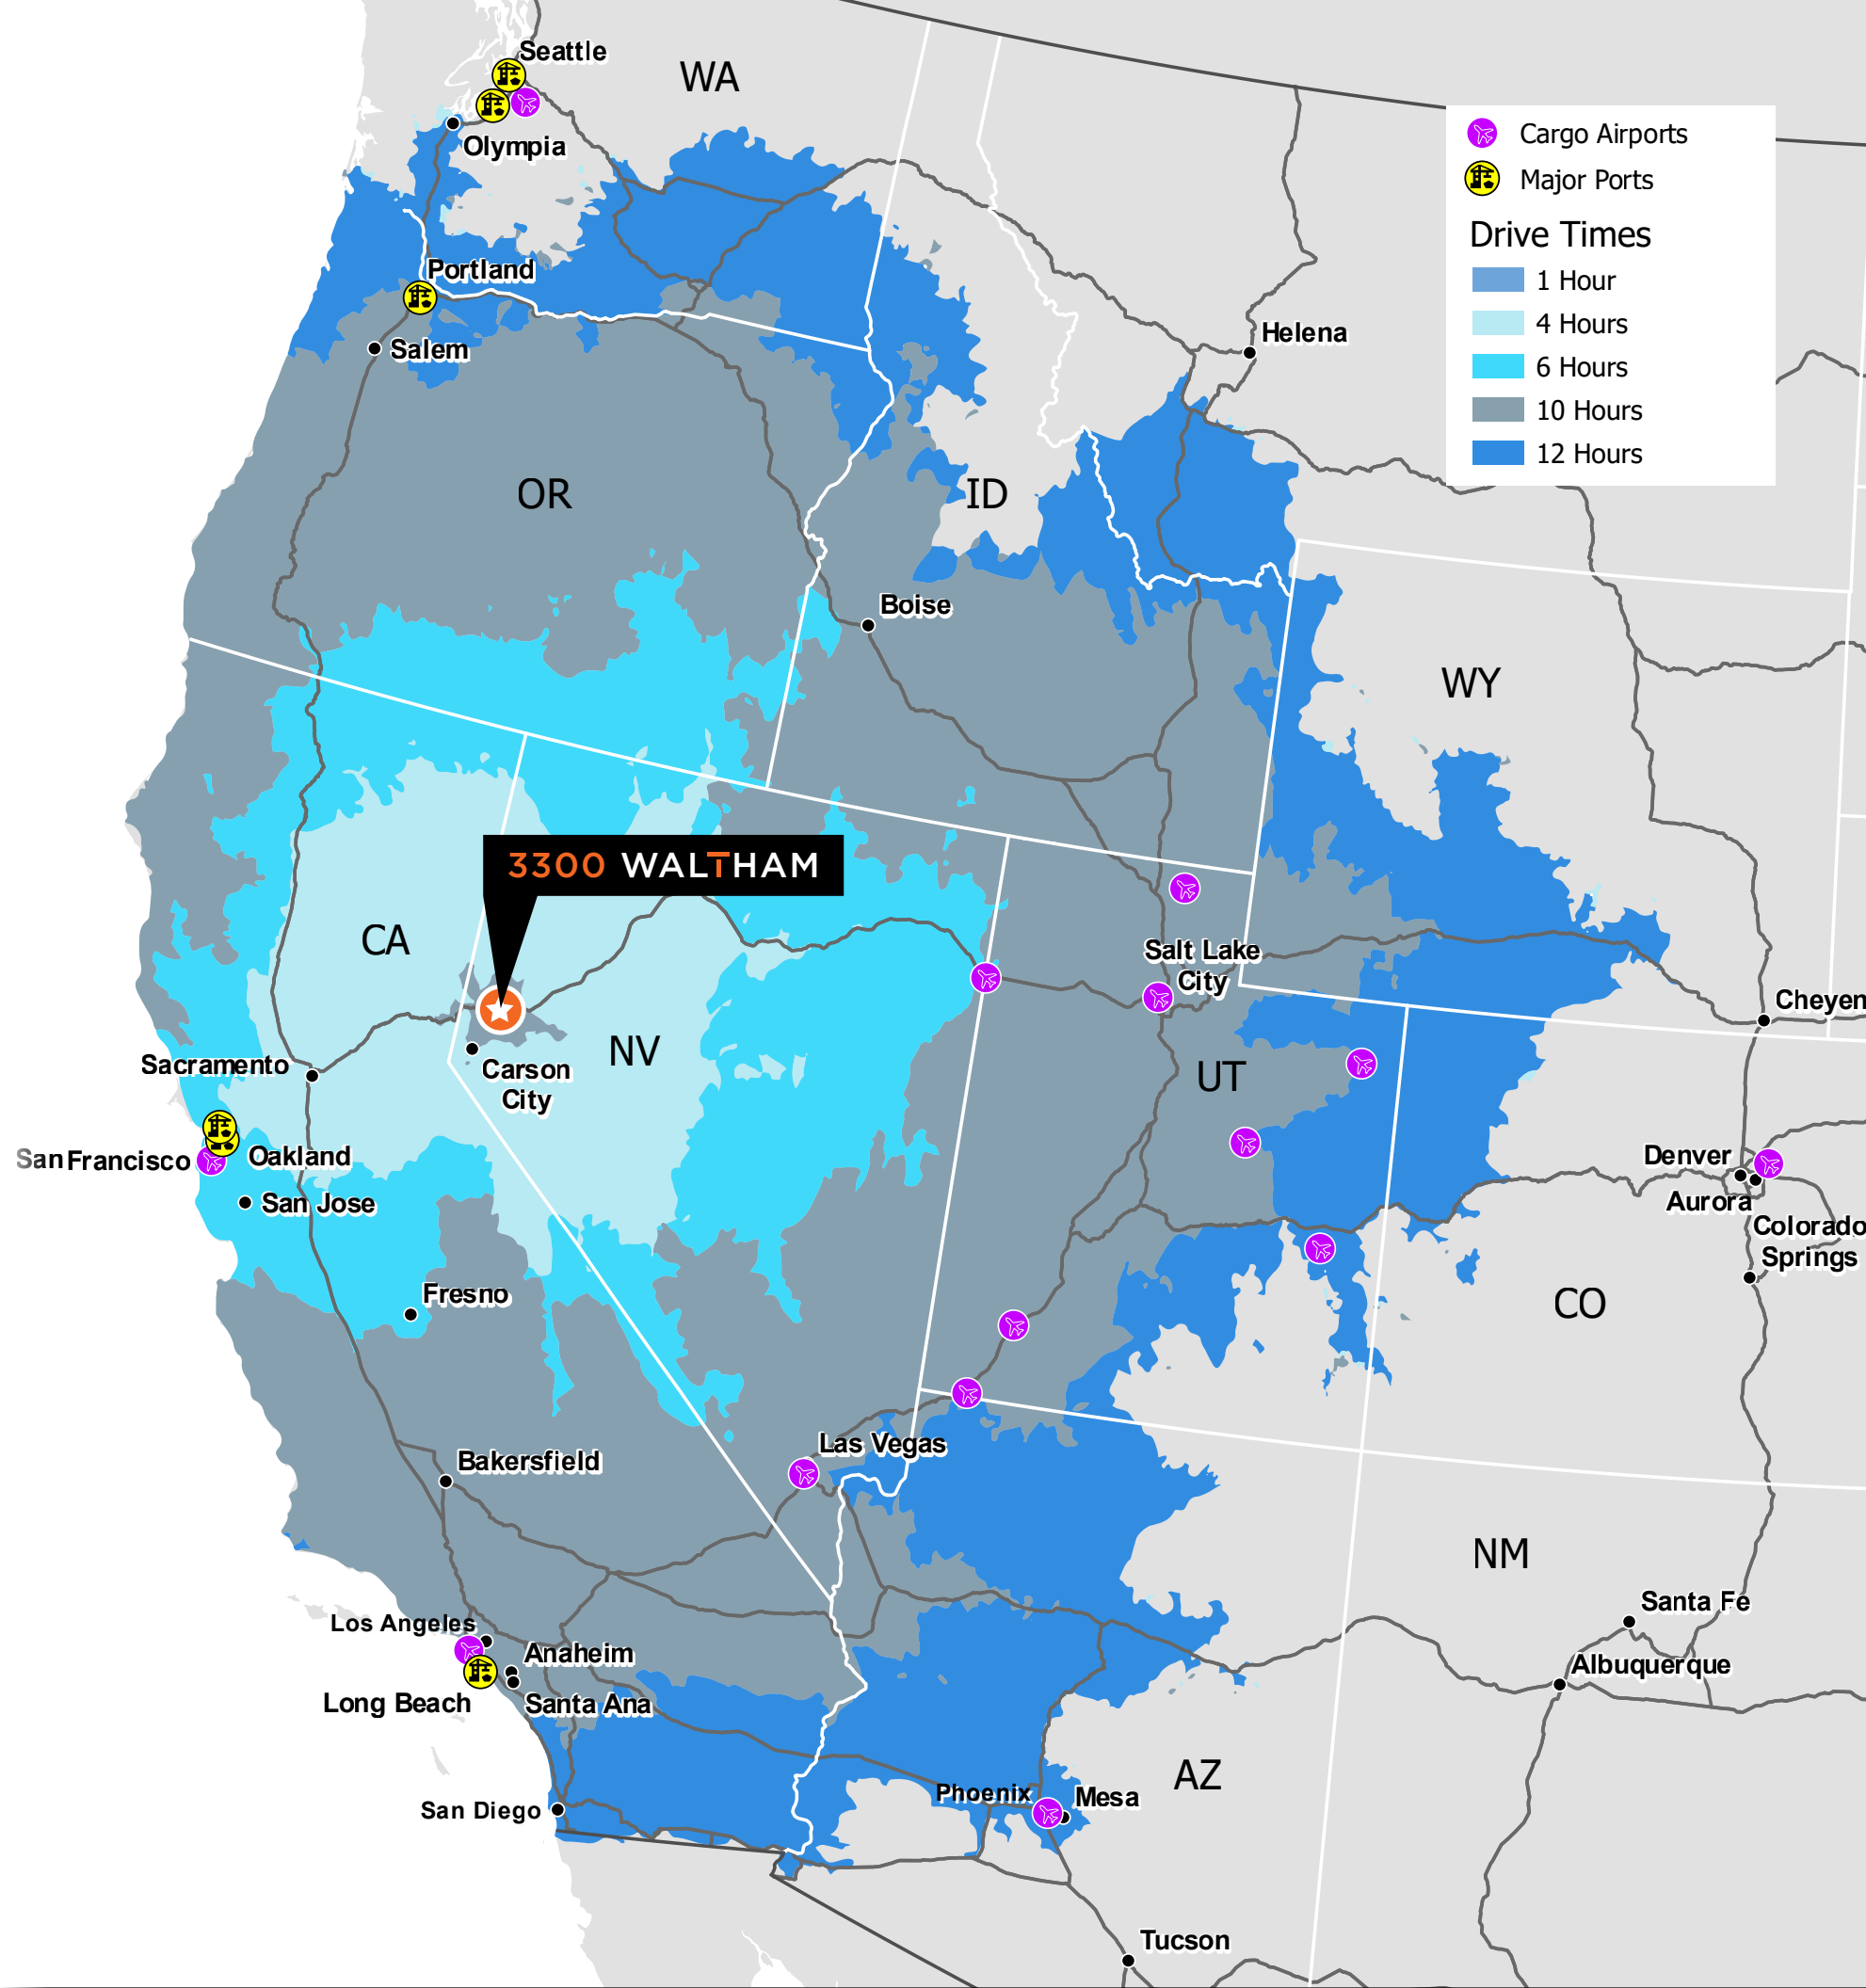 Seattle
WA
Olympia
Cargo Airports
Major Ports
Drive Times
1 Hour
4 Hours
6 Hours
10 Hours
12 Hours
Portland
Salem
Helena
OR
ID
Boise
WY
3300 WALTHAM
CA
Salt Lake
City
Cheyen
NV
Carson
City
Sacramento
UT
San Francisco
Oakland
San Jose
Denver
Aurora
Colorado
Springs
Fresno
CO
Las Vegas
Bakersfield
NM
Santa Fe
Los Angeles
Anaheim
Albuquerque
Long Beach
Santa Ana
AZ
Phoenix
Mesa
San Diego
Tucson